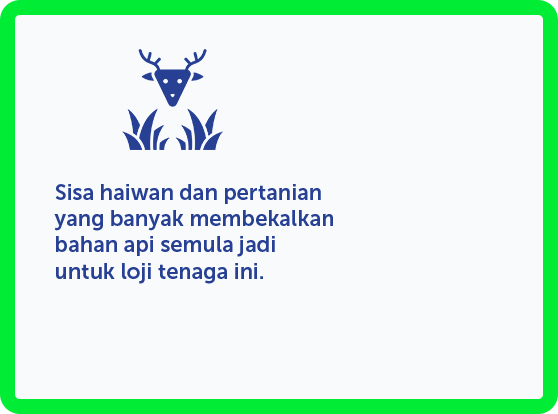 Sisa haiwan dan pertanian
yang banyak membekalkan
bahan api semula jadi
untuk loji tenaga ini.